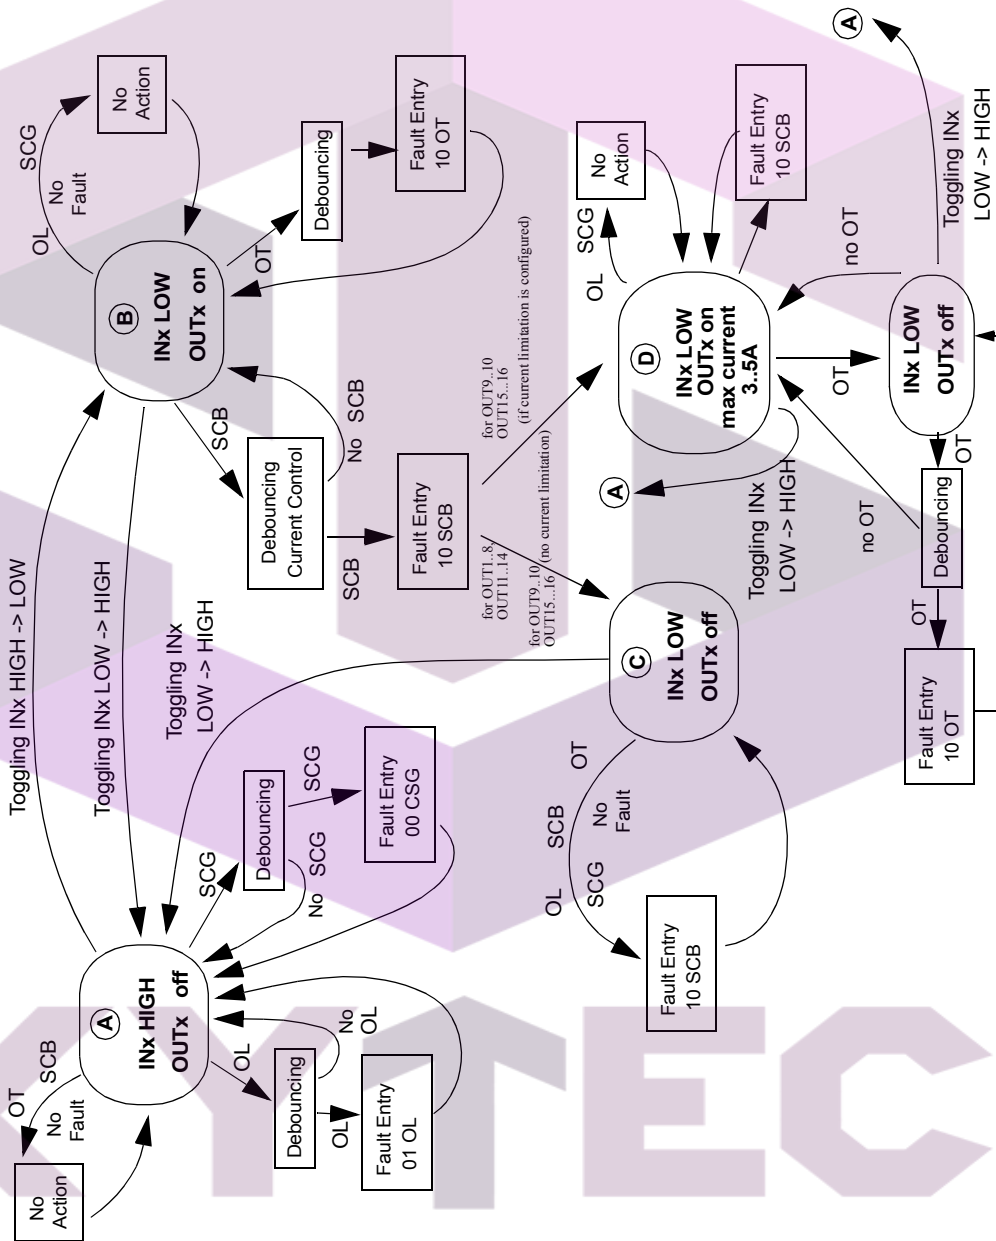 No
Action
OT
SCB
No
Fault
A
INx HIGH
OUTx off
Toggling INx HIGH -> LOW
Toggling INx LOW -> HIGH
Toggling INx
LOW -> HIGH
OL
SCG
No
Fault
No
Action
B
INx LOW
OUTx on
OL
Debouncing
No
OL
OL
Fault Entry
01 OL
SCG
Debouncing
No SCG
SCG
Fault Entry
00 CSG
SCB
Debouncing
Current Control
No SCB
SCB
Fault Entry
10 SCB
OT
Debouncing
Fault Entry
10 OT
for OUT1..8,
OUT11..14
for OUT9..10
OUT15...16 (no current limitation)
for OUT9..10
OUT15...16
(if current limitation is configured)
OL
SCB
OT
SCG
No
Fault
Fault Entry
10 SCB
C
INx LOW
OUTx off
A
D
INx LOW
OUTx on
max current
3..5A
OL
SCG
No
Action
Fault Entry
10 SCB
Toggling INx
LOW -> HIGH
OT
no OT
no OT
A
Toggling INx
LOW -> HIGH
INx LOW
OUTx off
OT
Debouncing
OT
Fault Entry
10 OT
KYTEC